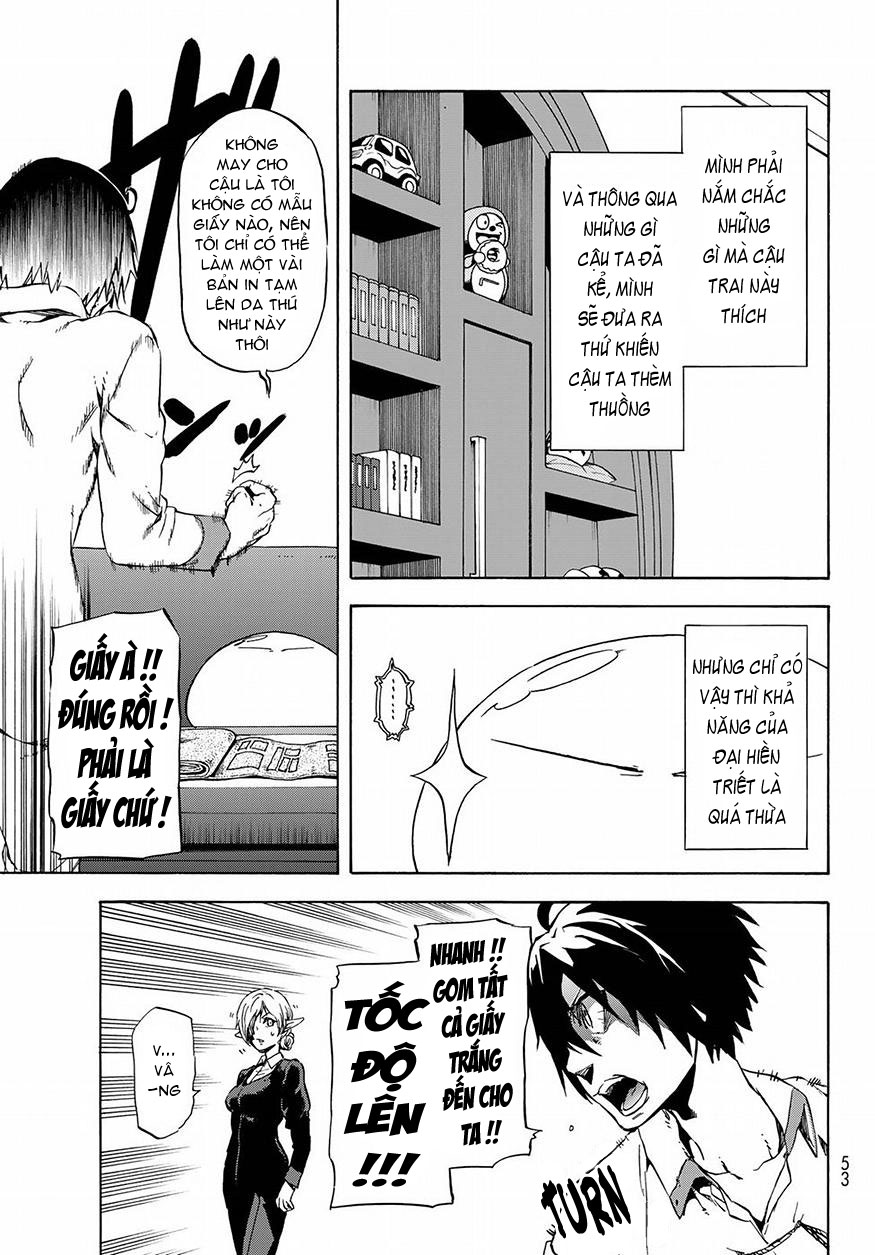 MÌNH PHẢI
NẮM CHẮC
NHỮNG
GÌ MÀ CẬU
TRAI NÀY
THÍCH
VÀ THÔNG QUA
NHỮNG GÌ
CẬU TA ĐÃ
KỂ, MÌNH
SẼ ĐƯA RA
THỨ KHIẾN
CẬU TA THÈM
THUỒNG
NHƯNG CHỈ CÓ
VẬY THÌ KHẢ
NĂNG CỦA
ĐẠI HIỀN
TRIẾT LÀ
QUÁ THỪA
......
KHÔNG
MAY CHO
CẬU LÀ TÔI
KHÔNG CÓ MẪU
GIẤY NÀO, NÊN
TÔI CHỈ CÓ THỂ
LÀM MỘT VÀI
BẢN IN TẠM
LÊN DA THÚ
NHƯ NÀY
THÔI
ガンッ
GIẤY À !!
ĐÚNG RỒI !
PHẢI LÀ
GIẤY CHỨ !
NHANH !!
GOM TẤT
CẢ GIẤY
TRẮNG
ĐẾN CHO
TA !!
TỐC
ĐỘ
LÊN
!!!
V...
VÂ
-NG
TURN
53